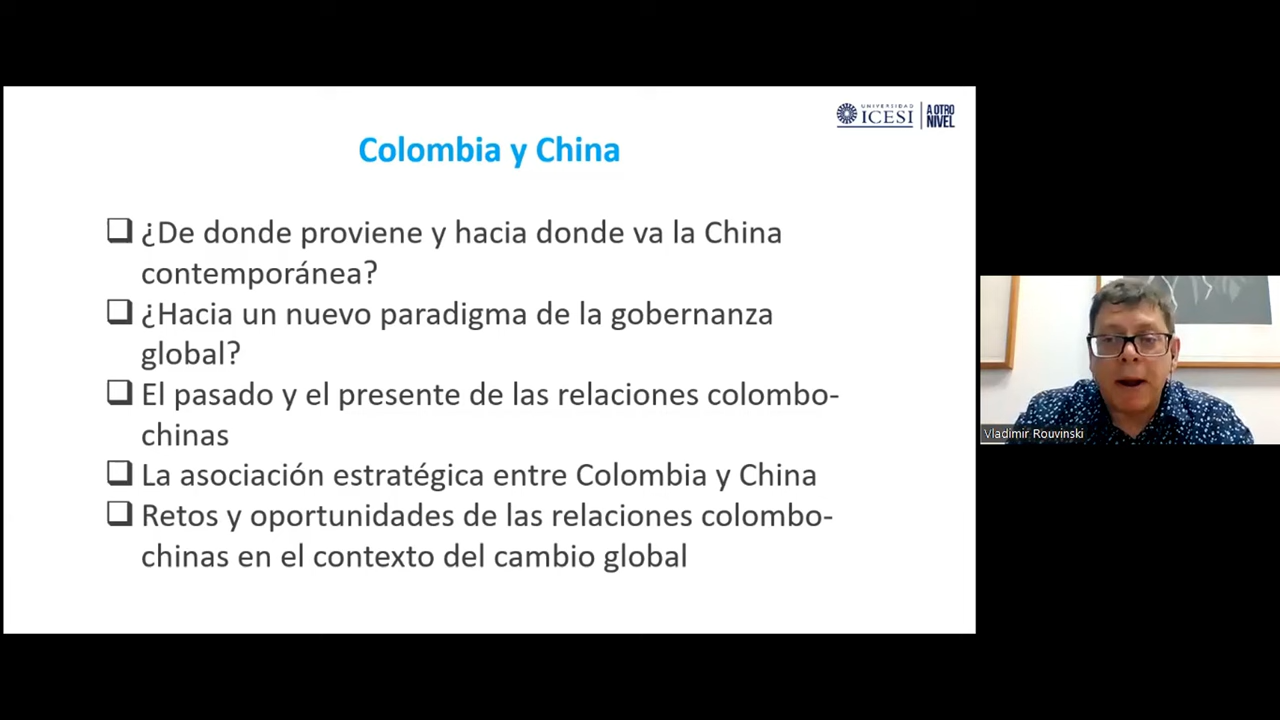 UNIVERSIDAD
ICESI
A OTRO
NIVEL
Colombia y China
¿De donde proviene y hacia donde va la China
contemporánea?
¿Hacia un nuevo paradigma de la gobernanza
global?
El pasado y el presente de las relaciones colombo-
chinas
La asociación estratégica entre Colombia y China
Retos y oportunidades de las relaciones colombo-
chinas en el contexto del cambio global
Vladimir Rouvinski